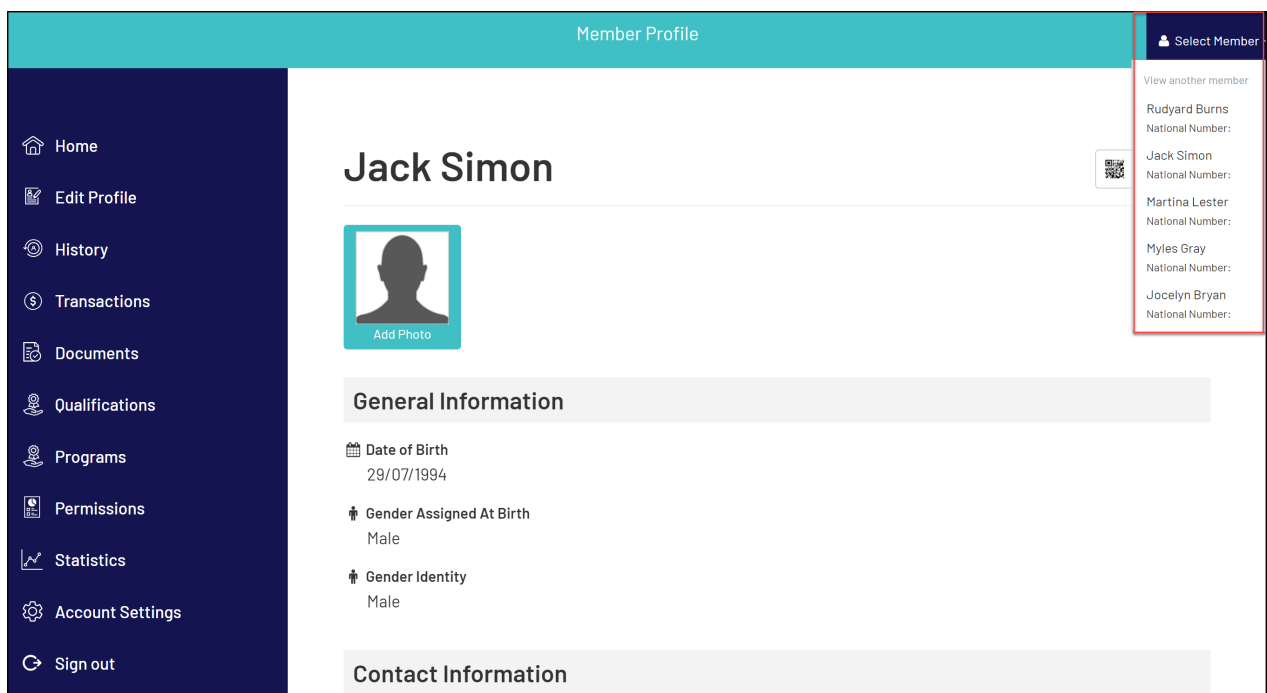 Member Profile
Select Member
View another member
Rudyard Burns
National Number:
Jack Simon
National Number:
Martina Lester
National Number:
Myles Gray
National Number:
Jocelyn Bryan
National Number:
Home
Edit Profile
History
Transactions
Documents
Qualifications
Programs
Permissions
Statistics
Account Settings
Sign out
Jack Simon
Add Photo
General Information
Date of Birth
29/07/1994
Gender Assigned At Birth
Male
Gender Identity
Male
Contact Information